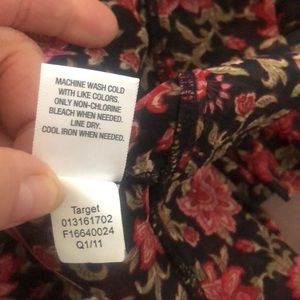 MACHINE WASH COLD
WITH LIKE COLORS.
ONLY NON-CHLORINE
BLEACH WHEN NEEDED.
LINE DRY.
COOL IRON WHEN NEEDED.
Target
013161702
F16640024
Q1/11